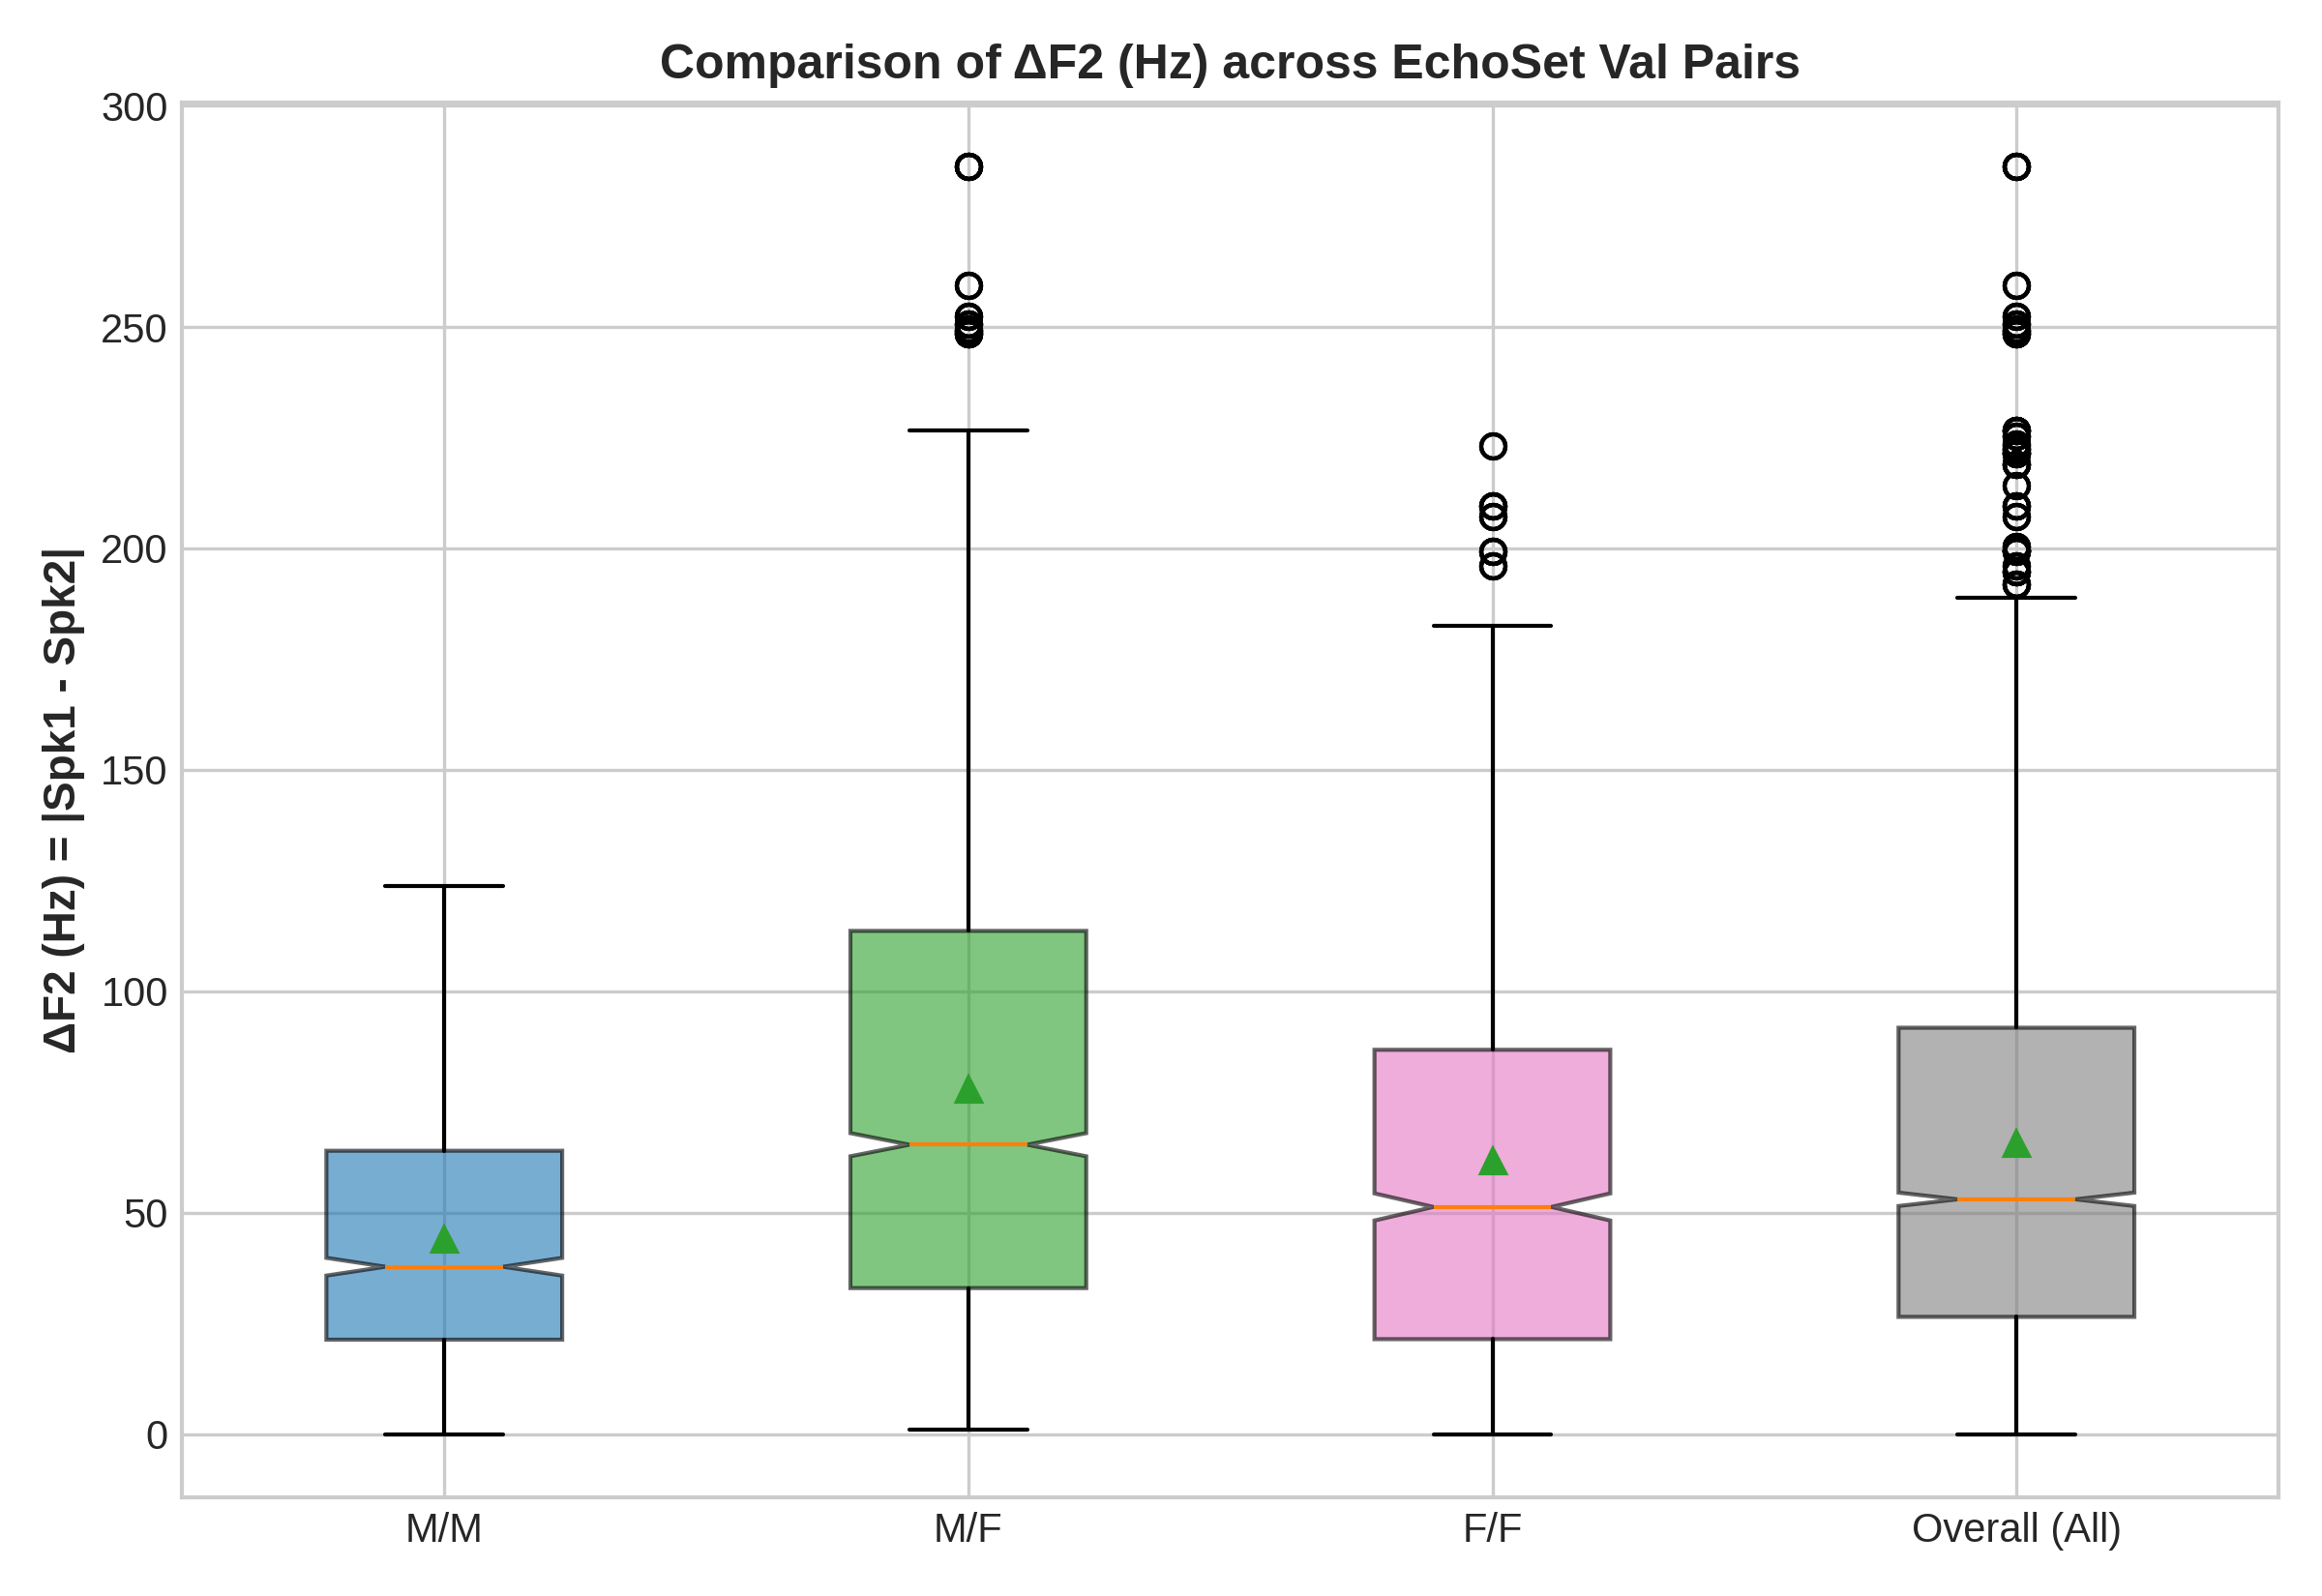 Comparison of ΔF2 (Hz) across EchoSet Val Pairs
ΔF2 (Hz) = |Spk1 - Spk2|
300
250
200
150
100
50
0
M/M
M/F
F/F
Overall (All)